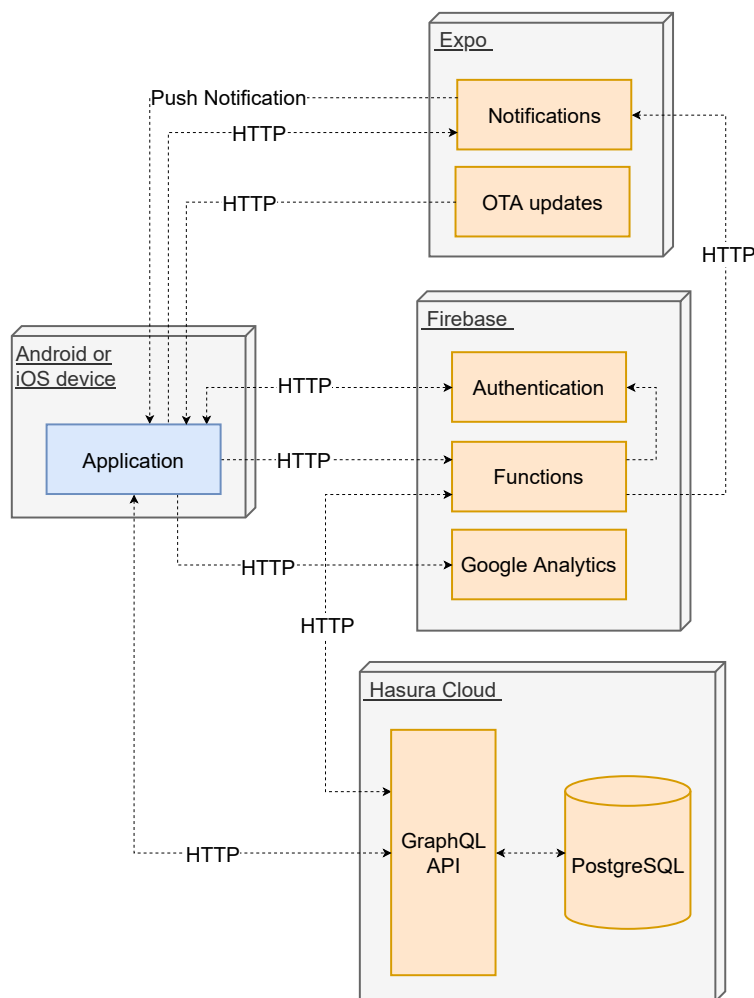 Expo
Push Notification
Notifications
HTTP
OTA updates
HTTP
HTTP
Firebase
Android or
iOS device
Authentication
HTTP
Application
HTTP
Functions
Google Analytics
HTTP
HTTP
Hasura Cloud
GraphQL
API
PostgreSQL
HTTP